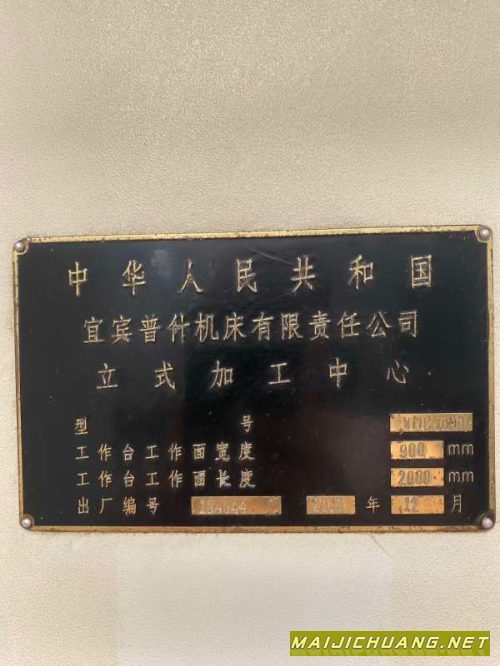 中华人民共和国
宜宾普什机床有限责任公司
立式加工中心
型号
工作台工作面宽度 900 mm
工作台工作面长度 2000 mm
出厂编号 年 12 月
MAIJICHUANG.NET